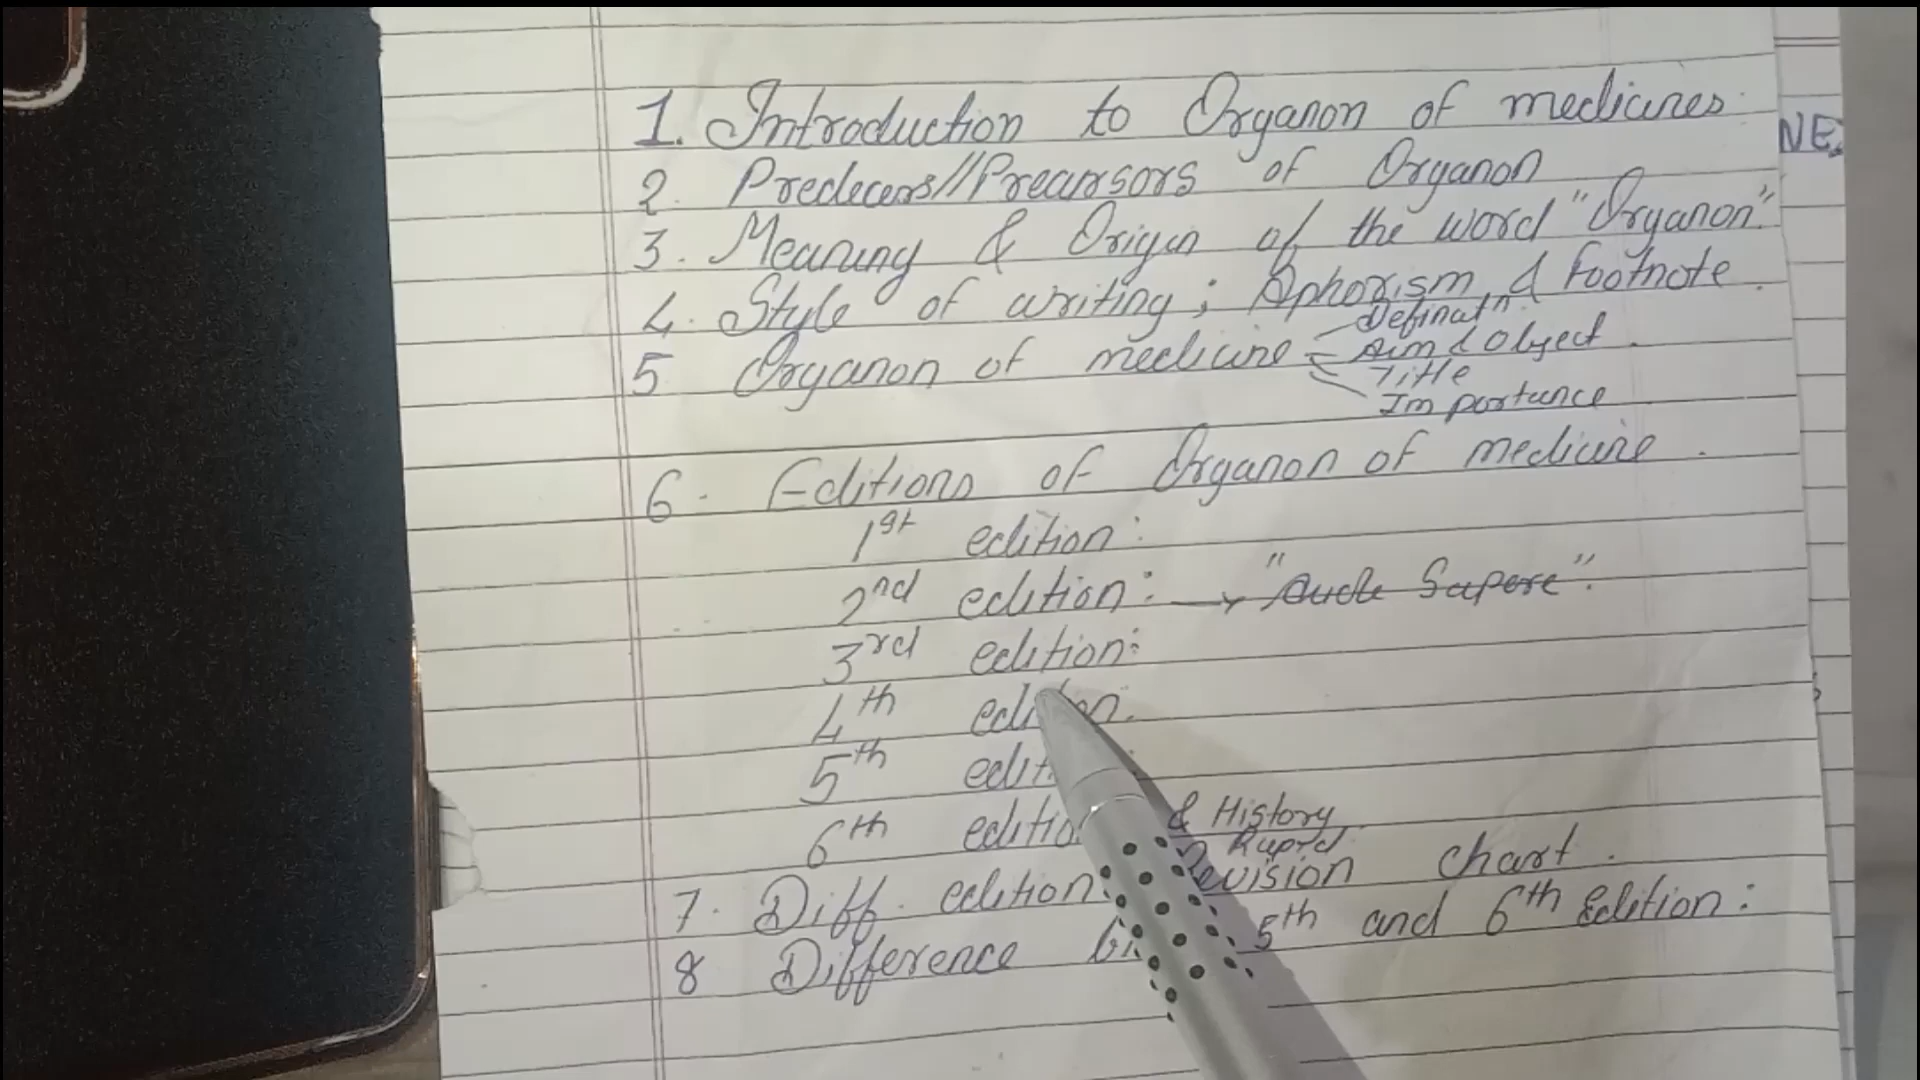 1. Introduction to Organon of medicines
2. Predecers//Precursors of Organon
3. Meaning & Origin of the word "Organon".
4. Style of writing; Aphorism & Footnote.
5 Organon of medicine
Definatn
Aim & Object.
Title
Importance
6. Editions of Organon of medicine.
1st edition:
2nd edition: → "Aude Sapere".
3rd edition:
4th
5th
6th & History
Rapid
7. Diff. edition chart.
8 Difference 5th and 6th Edition:
NE.